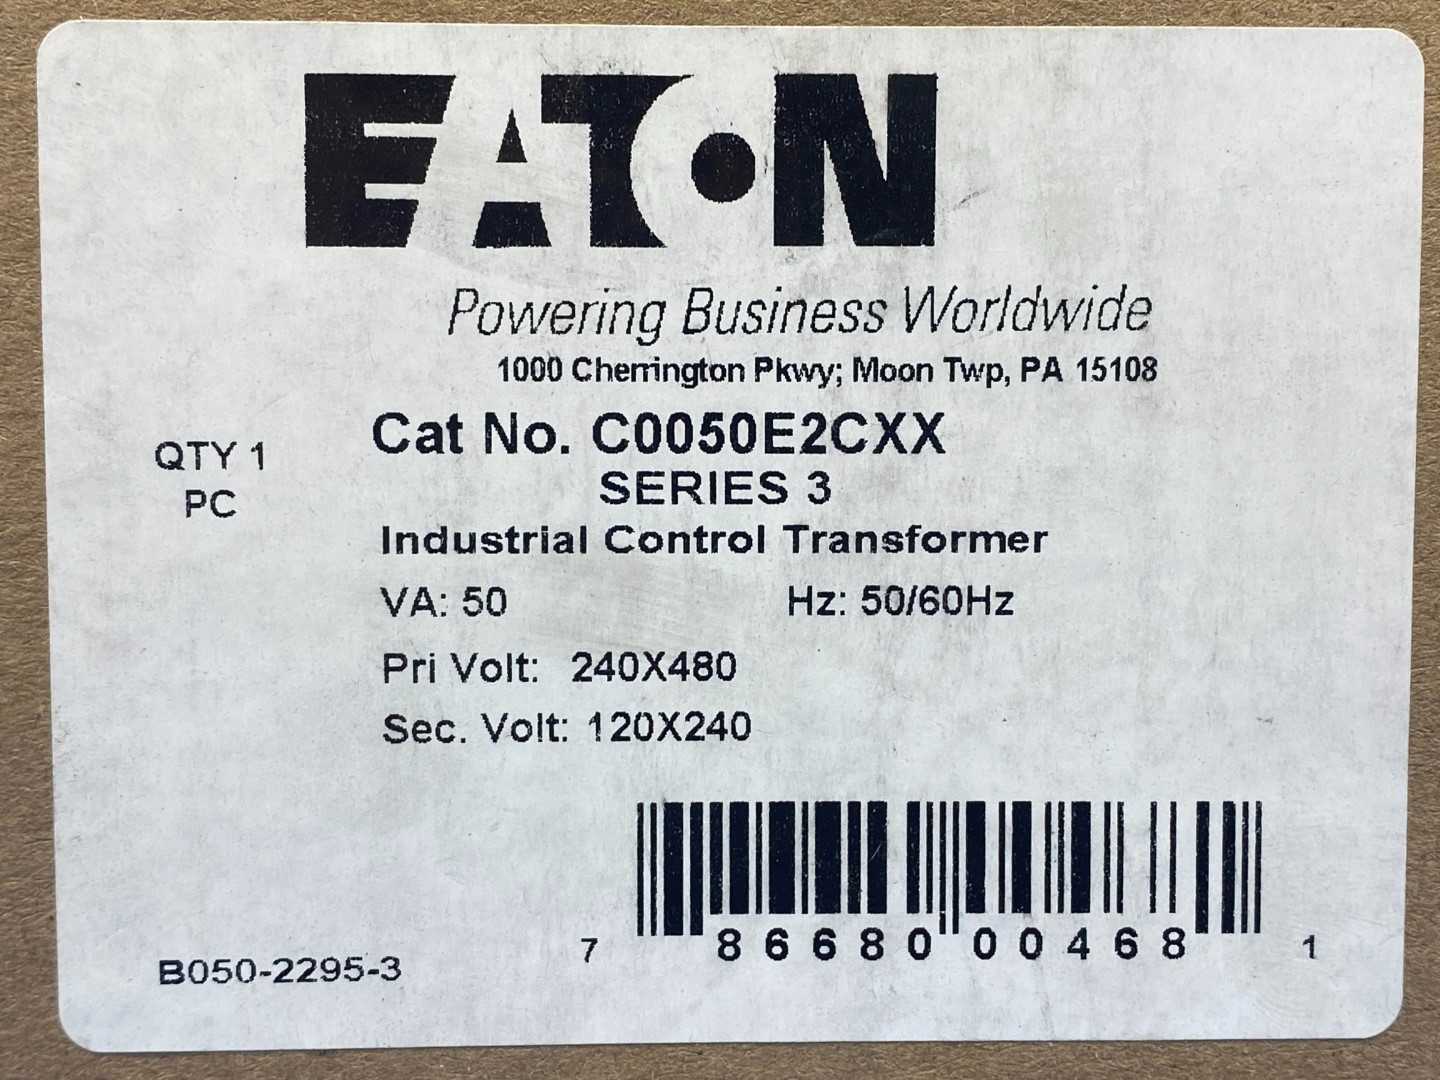 EATON
Powering Business Worldwide
1000 Cherrington Pkwy; Moon Twp, PA 15108
Cat No. C0050E2CXX
SERIES 3
QTY 1
PC
Industrial Control Transformer
VA: 50 Hz: 50/60Hz
Pri Volt: 240X480
Sec. Volt: 120X240
7 86680 00468 1
B050-2295-3